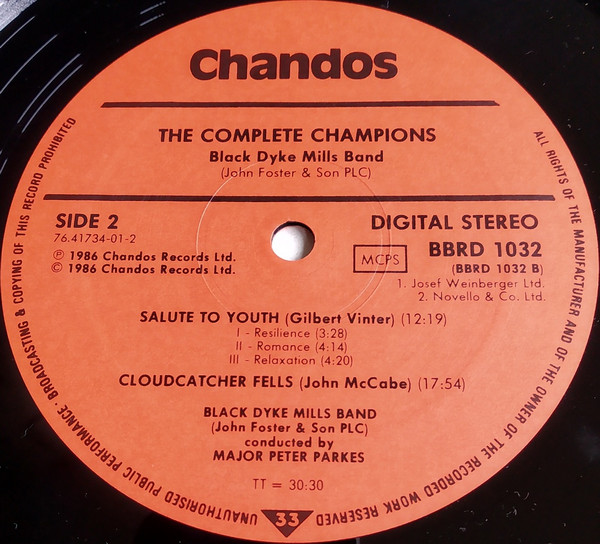 Chandos
THE COMPLETE CHAMPIONS
Black Dyke Mills Band
(John Foster & Son PLC)
SIDE 2
76.41734-01-2
℗ 1986 Chandos Records Ltd.
© 1986 Chandos Records Ltd.
MCPS
DIGITAL STEREO
BBRD 1032
(BBRD 1032 B)
1. Josef Weinberger Ltd.
2. Novello & Co. Ltd.
SALUTE TO YOUTH (Gilbert Vinter) (12:19)
I - Resilience (3:28)
II - Romance (4:14)
III - Relaxation (4:20)
CLOUDCATCHER FELLS (John McCabe) (17:54)
BLACK DYKE MILLS BAND
(John Foster & Son PLC)
conducted by
MAJOR PETER PARKES
TT = 30:30
33
ALL RIGHTS OF THE MANUFACTURER AND OF THE OWNER OF THE RECORDED WORK RESERVED
UNAUTHORISED PUBLIC PERFORMANCE · BROADCASTING & COPYING OF THIS RECORD PROHIBITED